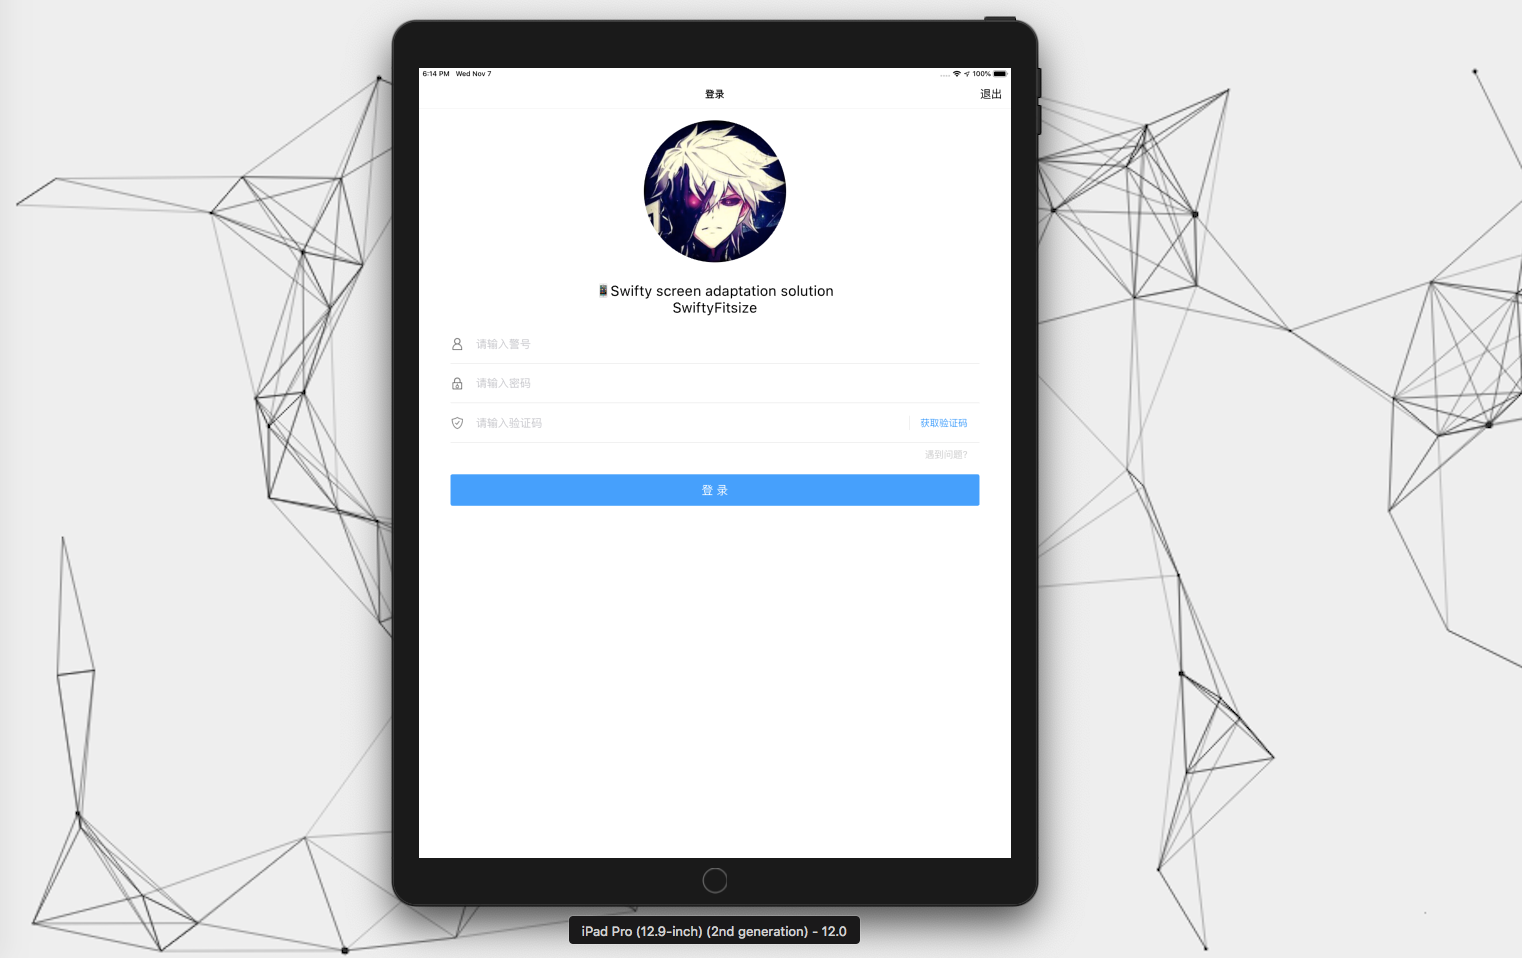 6:14 PM Wed Nov 7
100%
登录
退出
📱Swifty screen adaptation solution
SwiftyFitsize
请输入警号
请输入密码
请输入验证码
获取验证码
遇到问题?
登 录
iPad Pro (12.9-inch) (2nd generation) - 12.0